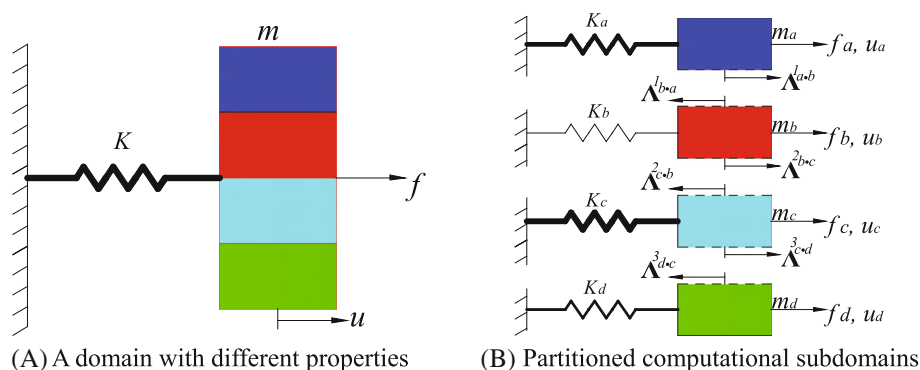 m
K
f
u
(A) A domain with different properties
Ka
ma
fa, ua
Λ1a•b
Λ1b•a
Kb
mb
fb, ub
Λ2b•c
Λ2c•b
Kc
mc
fc, uc
Λ3c•d
Λ3d•c
Kd
md
fd, ud
(B) Partitioned computational subdomains